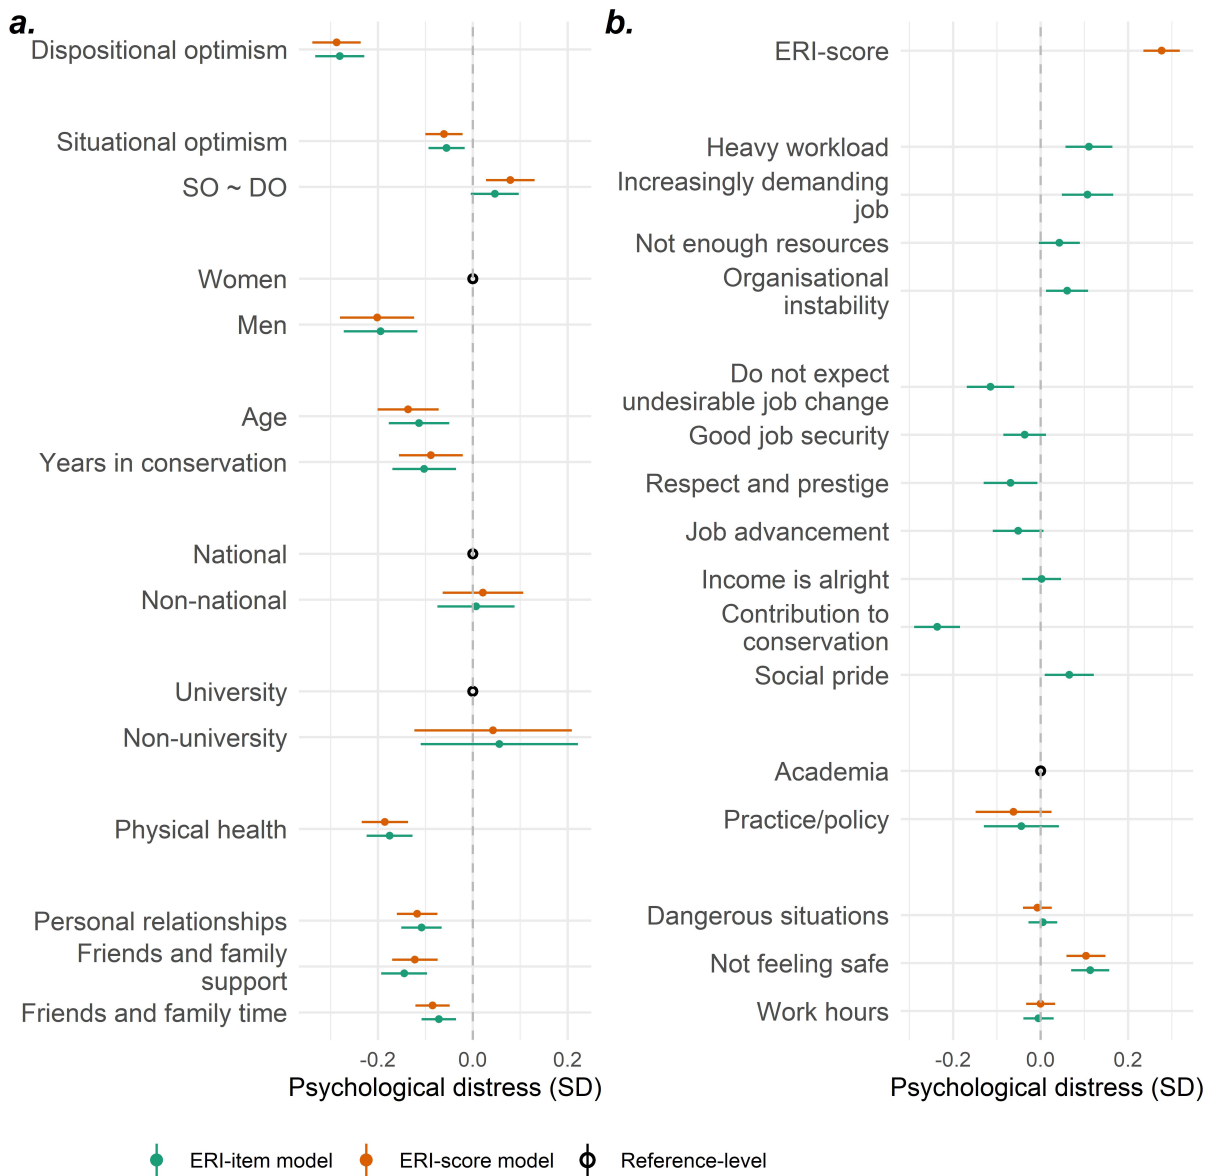 a.
Dispositional optimism
Situational optimism
SO ~ DO
Women
Men
Age
Years in conservation
National
Non-national
University
Non-university
Physical health
Personal relationships
Friends and family
support
Friends and family time
-0.2
0.0
0.2
Psychological distress (SD)
b.
ERI-score
Heavy workload
Increasingly demanding
job
Not enough resources
Organisational
instability
Do not expect
undesirable job change
Good job security
Respect and prestige
Job advancement
Income is alright
Contribution to
conservation
Social pride
Academia
Practice/policy
Dangerous situations
Not feeling safe
Work hours
-0.2
0.0
0.2
Psychological distress (SD)
ERI-item model
ERI-score model
Reference-level